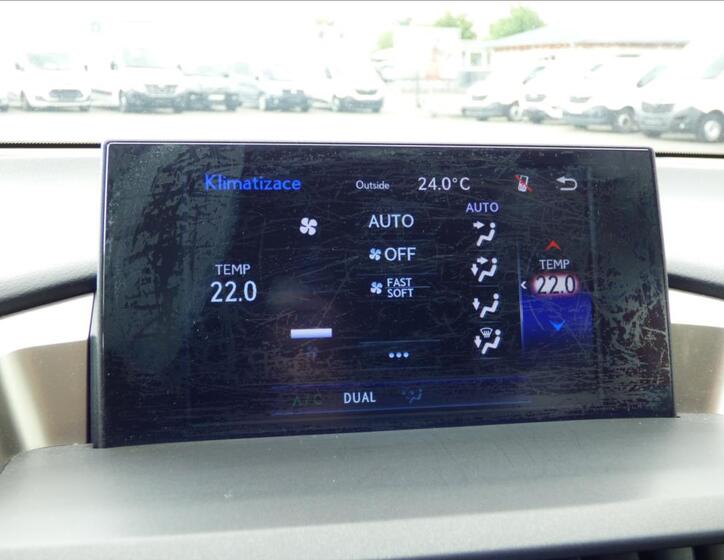 Klimatizace
Outside 24.0°C
AUTO
AUTO
OFF
FAST
SOFT
TEMP
22.0
TEMP
22.0
A/C DUAL